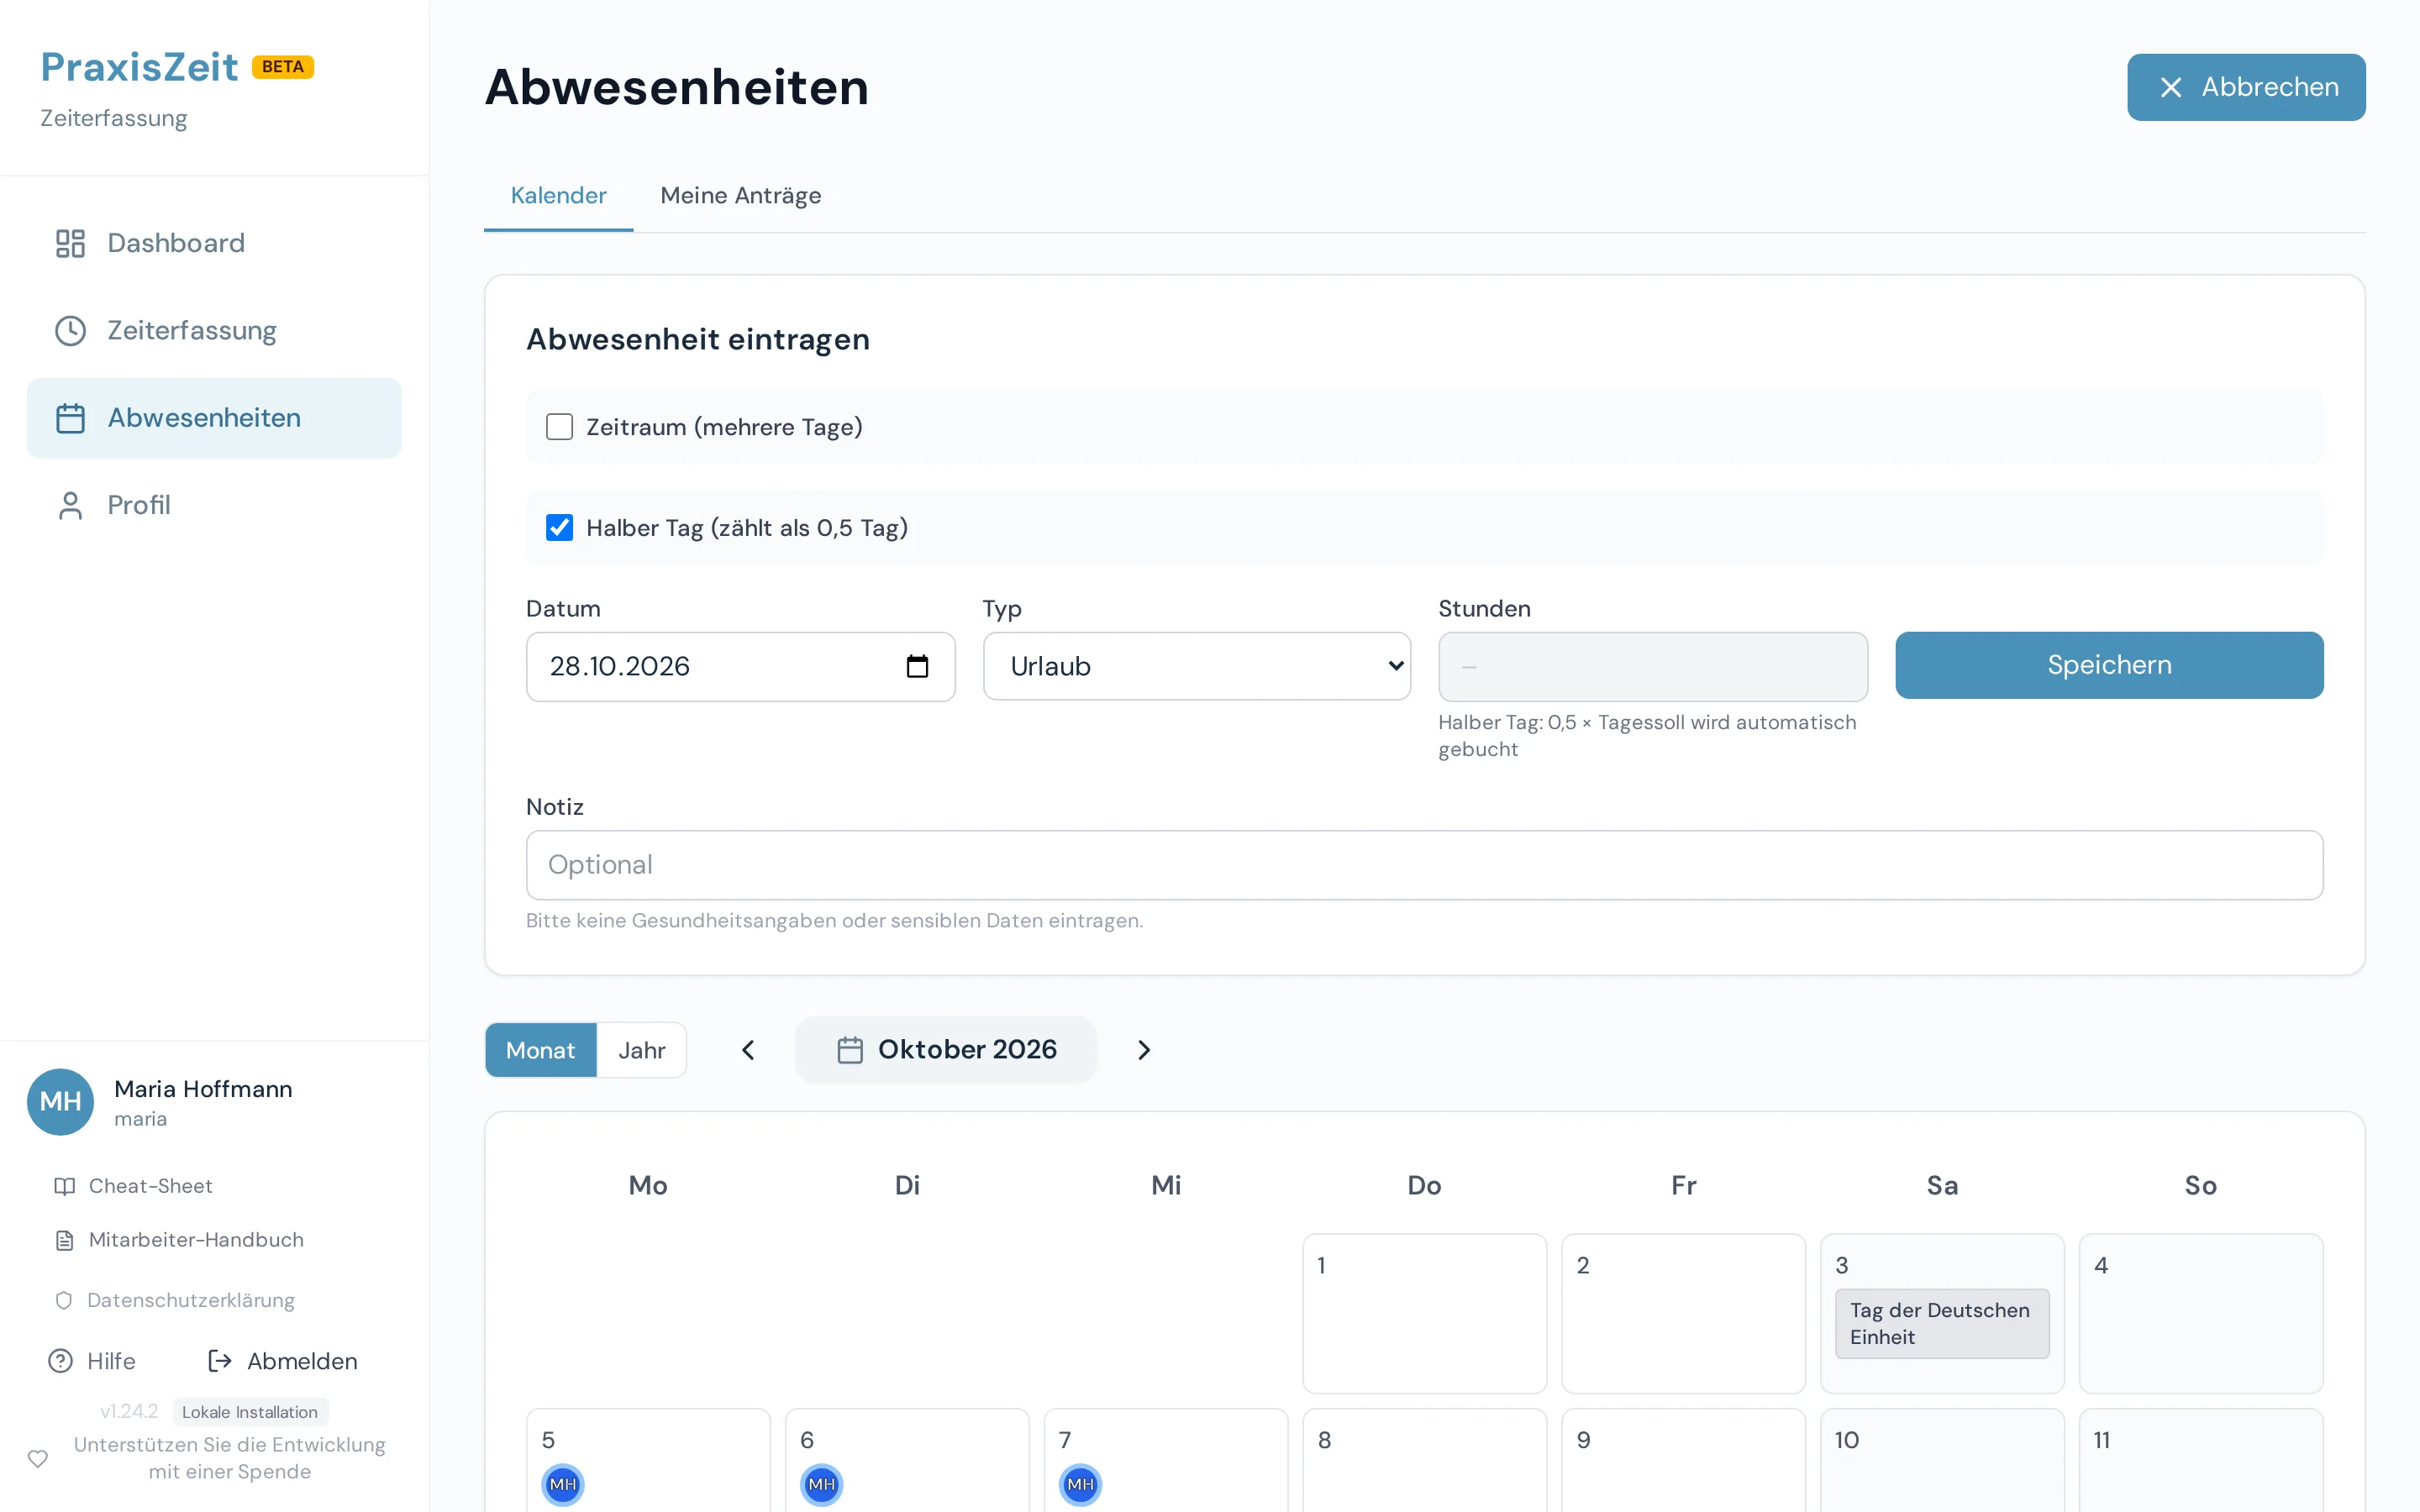 PraxisZeit BETA
Zeiterfassung
Dashboard
Zeiterfassung
Abwesenheiten
Profil
MH Maria Hoffmann
maria
Cheat-Sheet
Mitarbeiter-Handbuch
Datenschutzerklärung
Hilfe Abmelden
v1.24.2 Lokale Installation
Unterstützen Sie die Entwicklung
mit einer Spende
Abwesenheiten
Abbrechen
Kalender Meine Anträge
Abwesenheit eintragen
Zeitraum (mehrere Tage)
Halber Tag (zählt als 0,5 Tag)
Datum Typ Stunden
28.10.2026 Urlaub – Speichern
Halber Tag: 0,5 × Tagessoll wird automatisch
gebucht
Notiz
Optional
Bitte keine Gesundheitsangaben oder sensiblen Daten eintragen.
Monat Jahr Oktober 2026
Mo Di Mi Do Fr Sa So
1 2 3 4
Tag der Deutschen
Einheit
5 6 7 8 9 10 11
MH MH MH